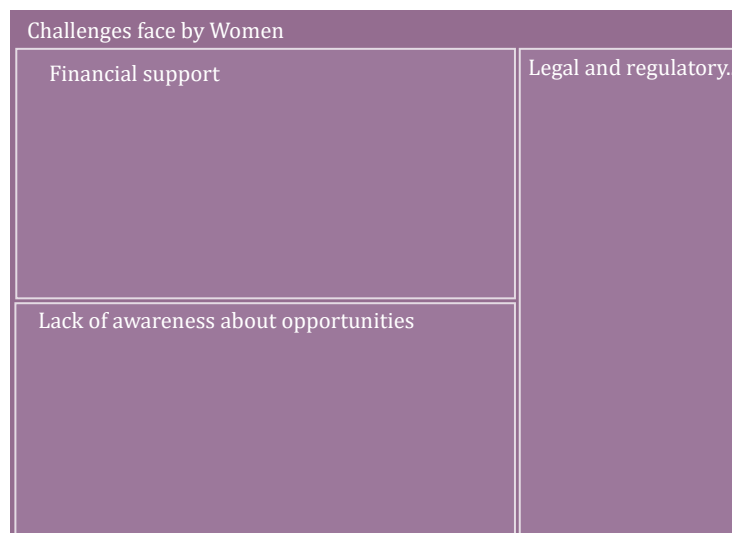 Challenges face by Women
Financial support
Legal and regulatory..
Lack of awareness about opportunities